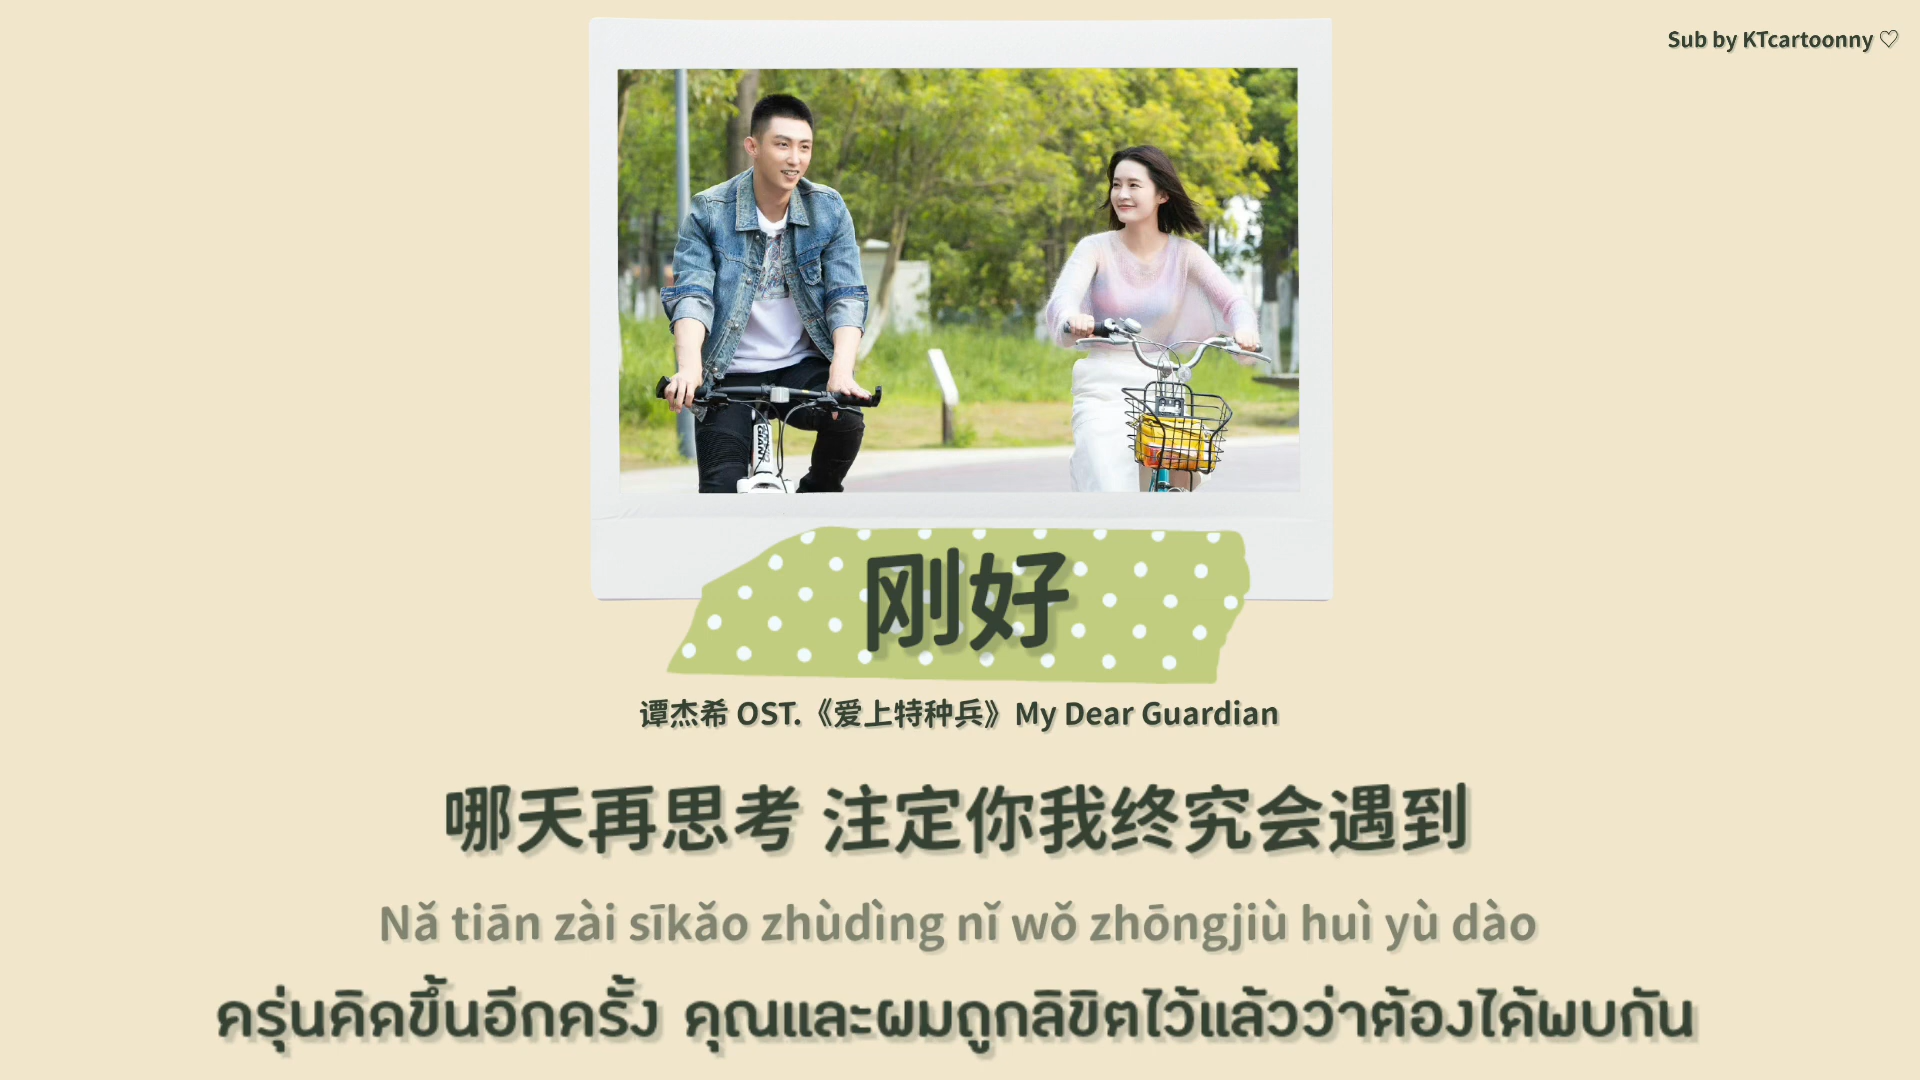 Sub by KTcartoonny ♡
GIANT
刚好
谭杰希 OST.《爱上特种兵》My Dear Guardian
哪天再思考 注定你我终究会遇到
Nǎ tiān zài sīkǎo zhùdìng nǐ wǒ zhōngjiù huì yù dào
ครุ่นคิดขึ้นอีกครั้ง คุณและผมถูกลิขิตไว้แล้วว่าต้องได้พบกัน